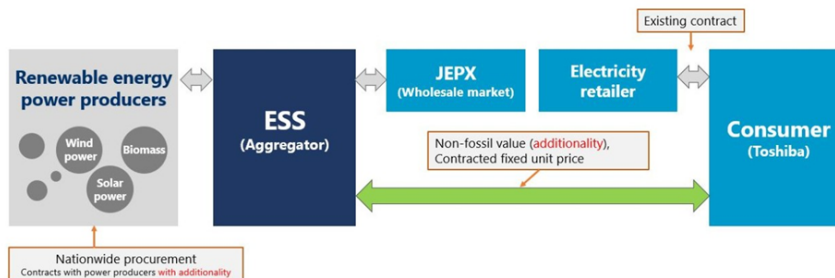 Existing contract
Renewable energy
power producers
Wind
power
Biomass
Solar
power
ESS
(Aggregator)
JEPX
(Wholesale market)
Electricity
retailer
Consumer
(Toshiba)
Non-fossil value (additionality),
Contracted fixed unit price
Nationwide procurement
Contracts with power producers with additionality